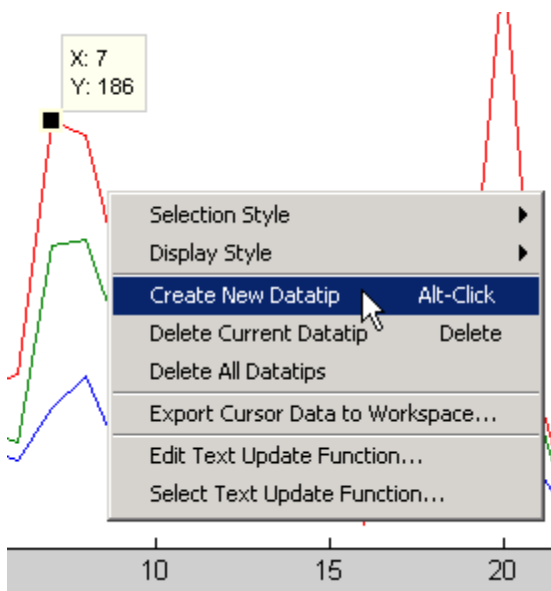 X: 7
Y: 186
Selection Style
Display Style
Create New Datatip Alt-Click
Delete Current Datatip Delete
Delete All Datatips
Export Cursor Data to Workspace...
Edit Text Update Function...
Select Text Update Function...
10 15 20